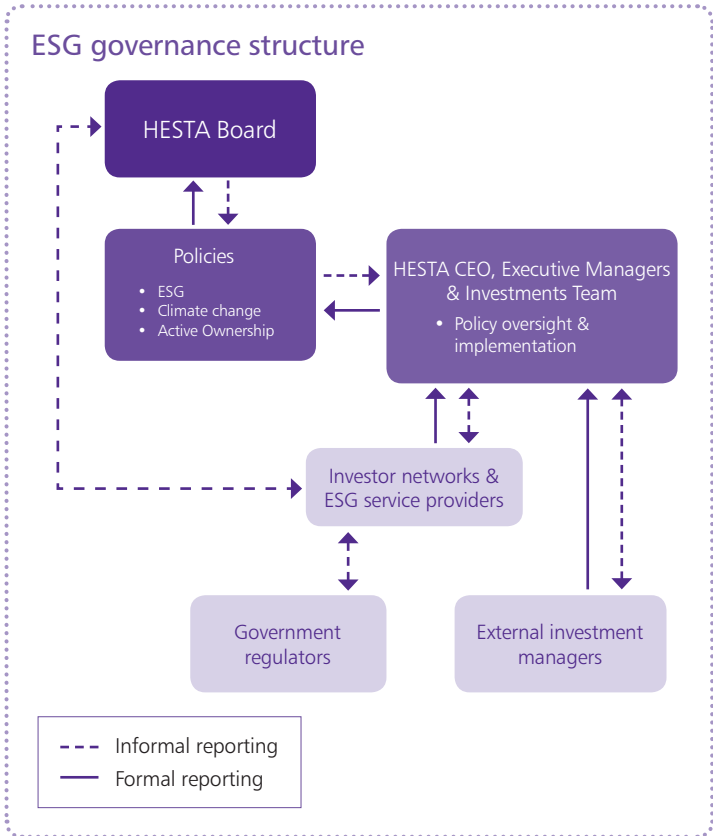 ESG governance structure
HESTA Board
Policies
• ESG
• Climate change
• Active Ownership
HESTA CEO, Executive Managers
& Investments Team
• Policy oversight &
implementation
Investor networks &
ESG service providers
Government
regulators
External investment
managers
Informal reporting
Formal reporting